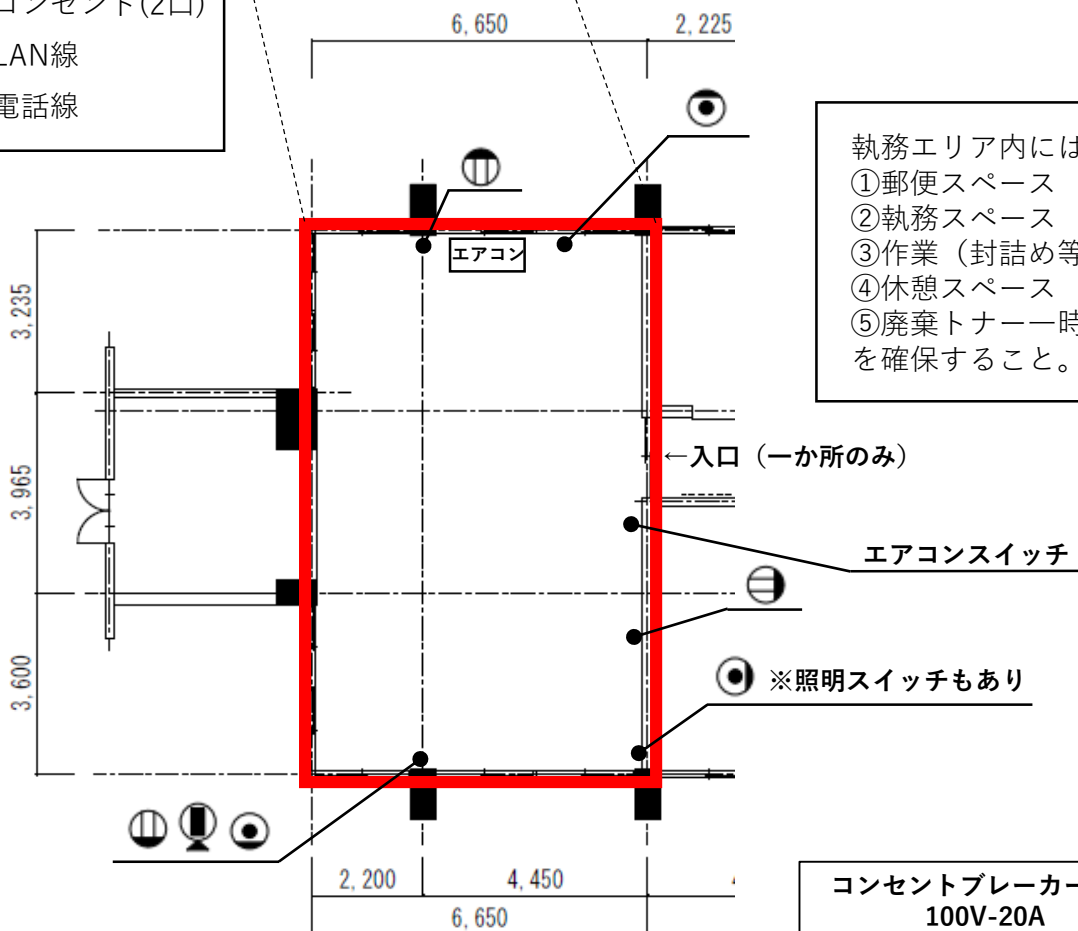 コンセント(2口)
LAN線
電話線
6,650
2,225
執務エリア内には
①郵便スペース
②執務スペース
③作業（封詰め等
④休憩スペース
⑤廃棄トナー一時
を確保すること。
エアコン
3,235
3,965
3,600
←入口（一か所のみ）
エアコンスイッチ
※照明スイッチもあり
2,200
4,450
6,650
コンセントブレーカー
100V-20A